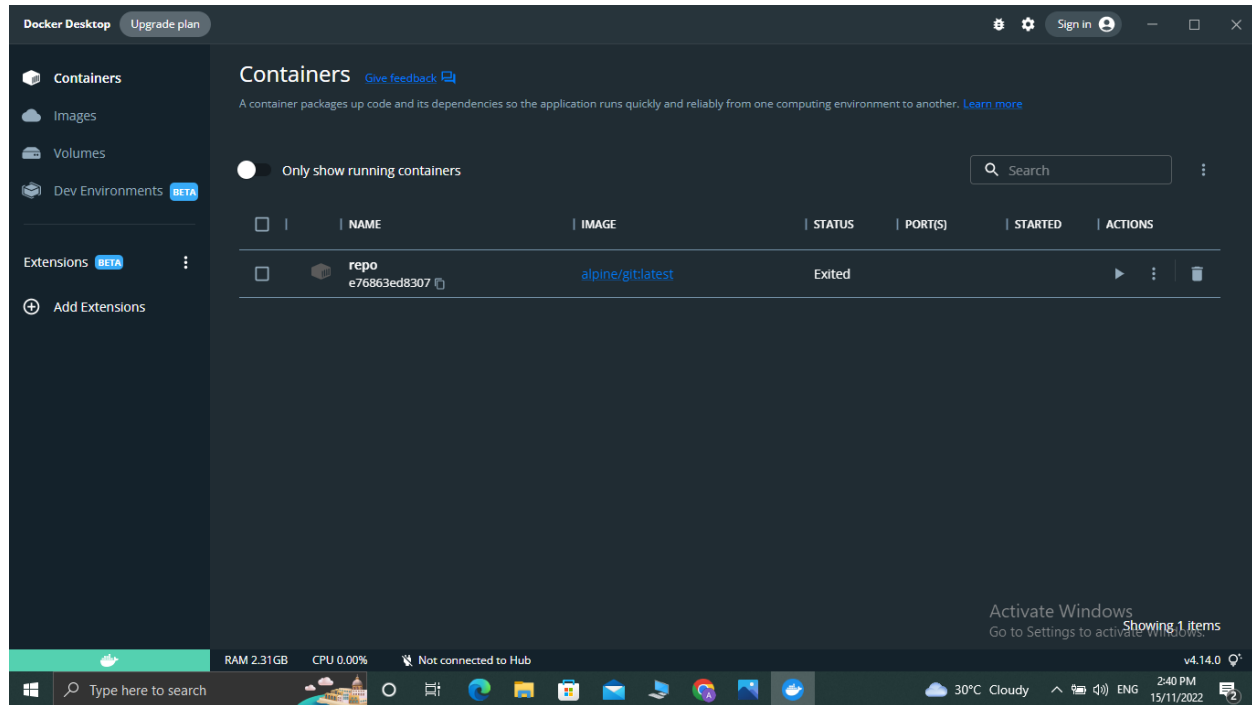 Docker Desktop Upgrade plan Sign in
Containers
Images
Volumes
Dev Environments BETA
Extensions BETA
Add Extensions
Containers Give feedback
A container packages up code and its dependencies so the application runs quickly and reliably from one computing environment to another. Learn more
Only show running containers Search
NAME IMAGE STATUS PORT(S) STARTED ACTIONS
repo
e76863ed8307 alpine/git:latest Exited
Activate Windows
Go to Settings to activate Windows.
Showing 1 items
RAM 2.31GB CPU 0.00% Not connected to Hub v4.14.0
Type here to search 30°C Cloudy ENG 2:40 PM
15/11/2022 2